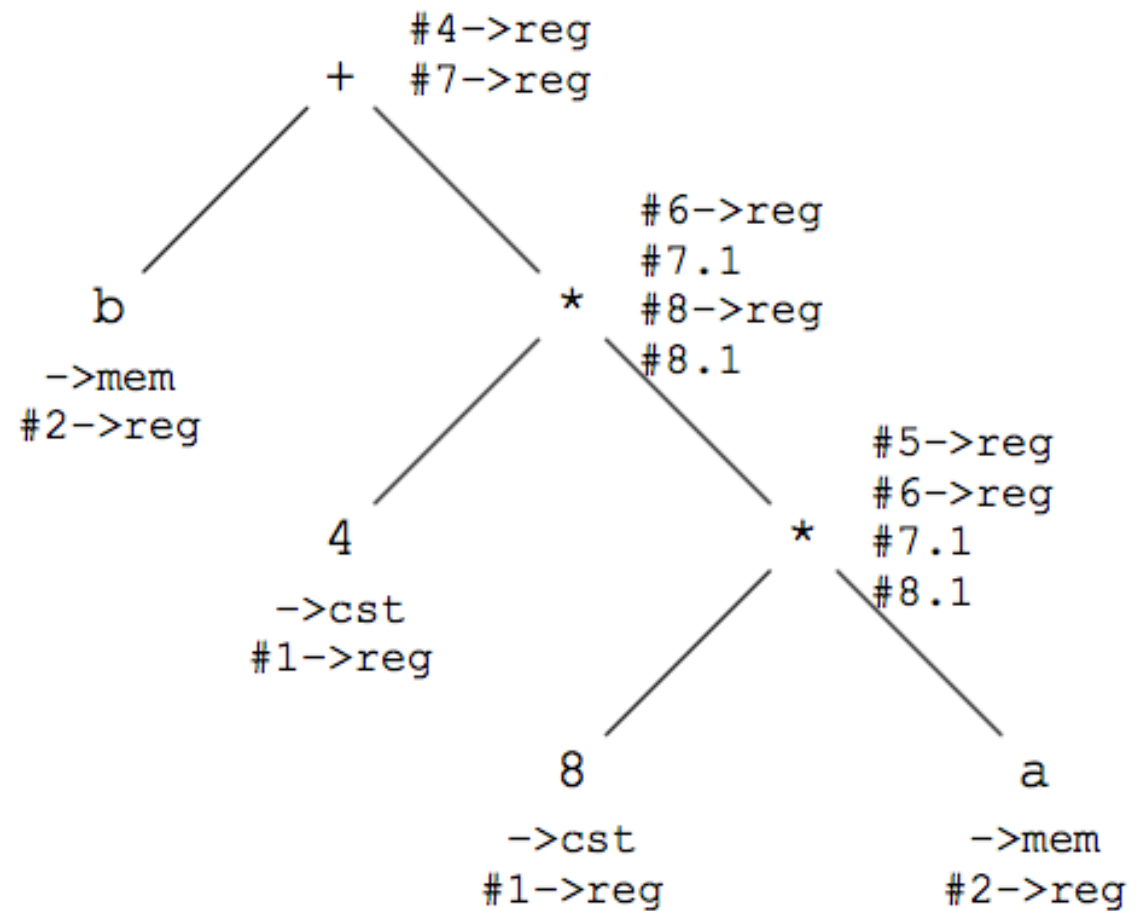 #4->reg
+ #7->reg
#6->reg
#7.1
b * #8->reg
#8.1
->mem
#2->reg
#5->reg
#6->reg
4 * #7.1
#8.1
->cst
#1->reg
8 a
->cst ->mem
#1->reg #2->reg